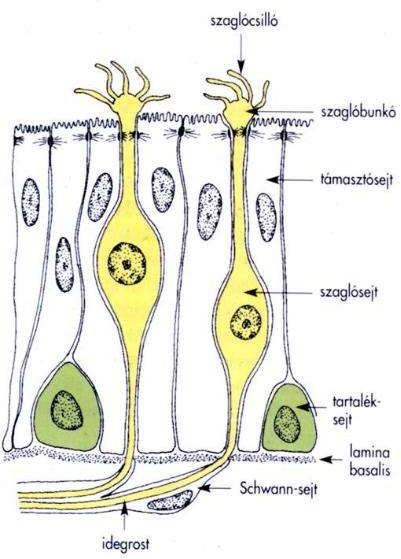 szaglócsilló
szaglóbunkó
támasztósejt
szaglósejt
tartalék-
sejt
lamina
basalis
Schwann-sejt
idegrost